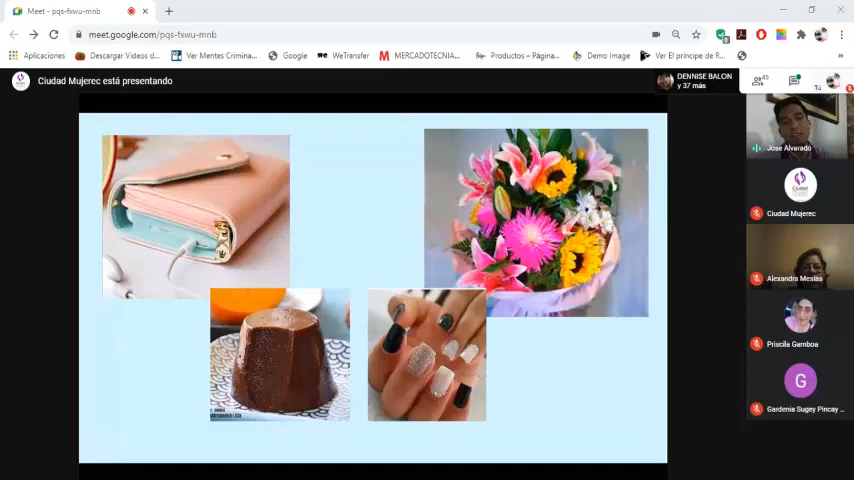 Meet - pqs-fxwu-mnb
meet.google.com/pqs-fxwu-mnb
Aplicaciones
Descargar Videos d...
Ver Mentes Crimina...
Google
WeTransfer
MERCADOTECNIA...
Productos – Página...
Demo Image
Ver El príncipe de R...
Ciudad Mujerec está presentando
DENNISE BALON
y 37 más
45
Tú
Jose Alvarado
Ciudad Mujerec
Alexandra Mesías
Priscila Gamboa
G
Gardenia Sugey Pincay ...